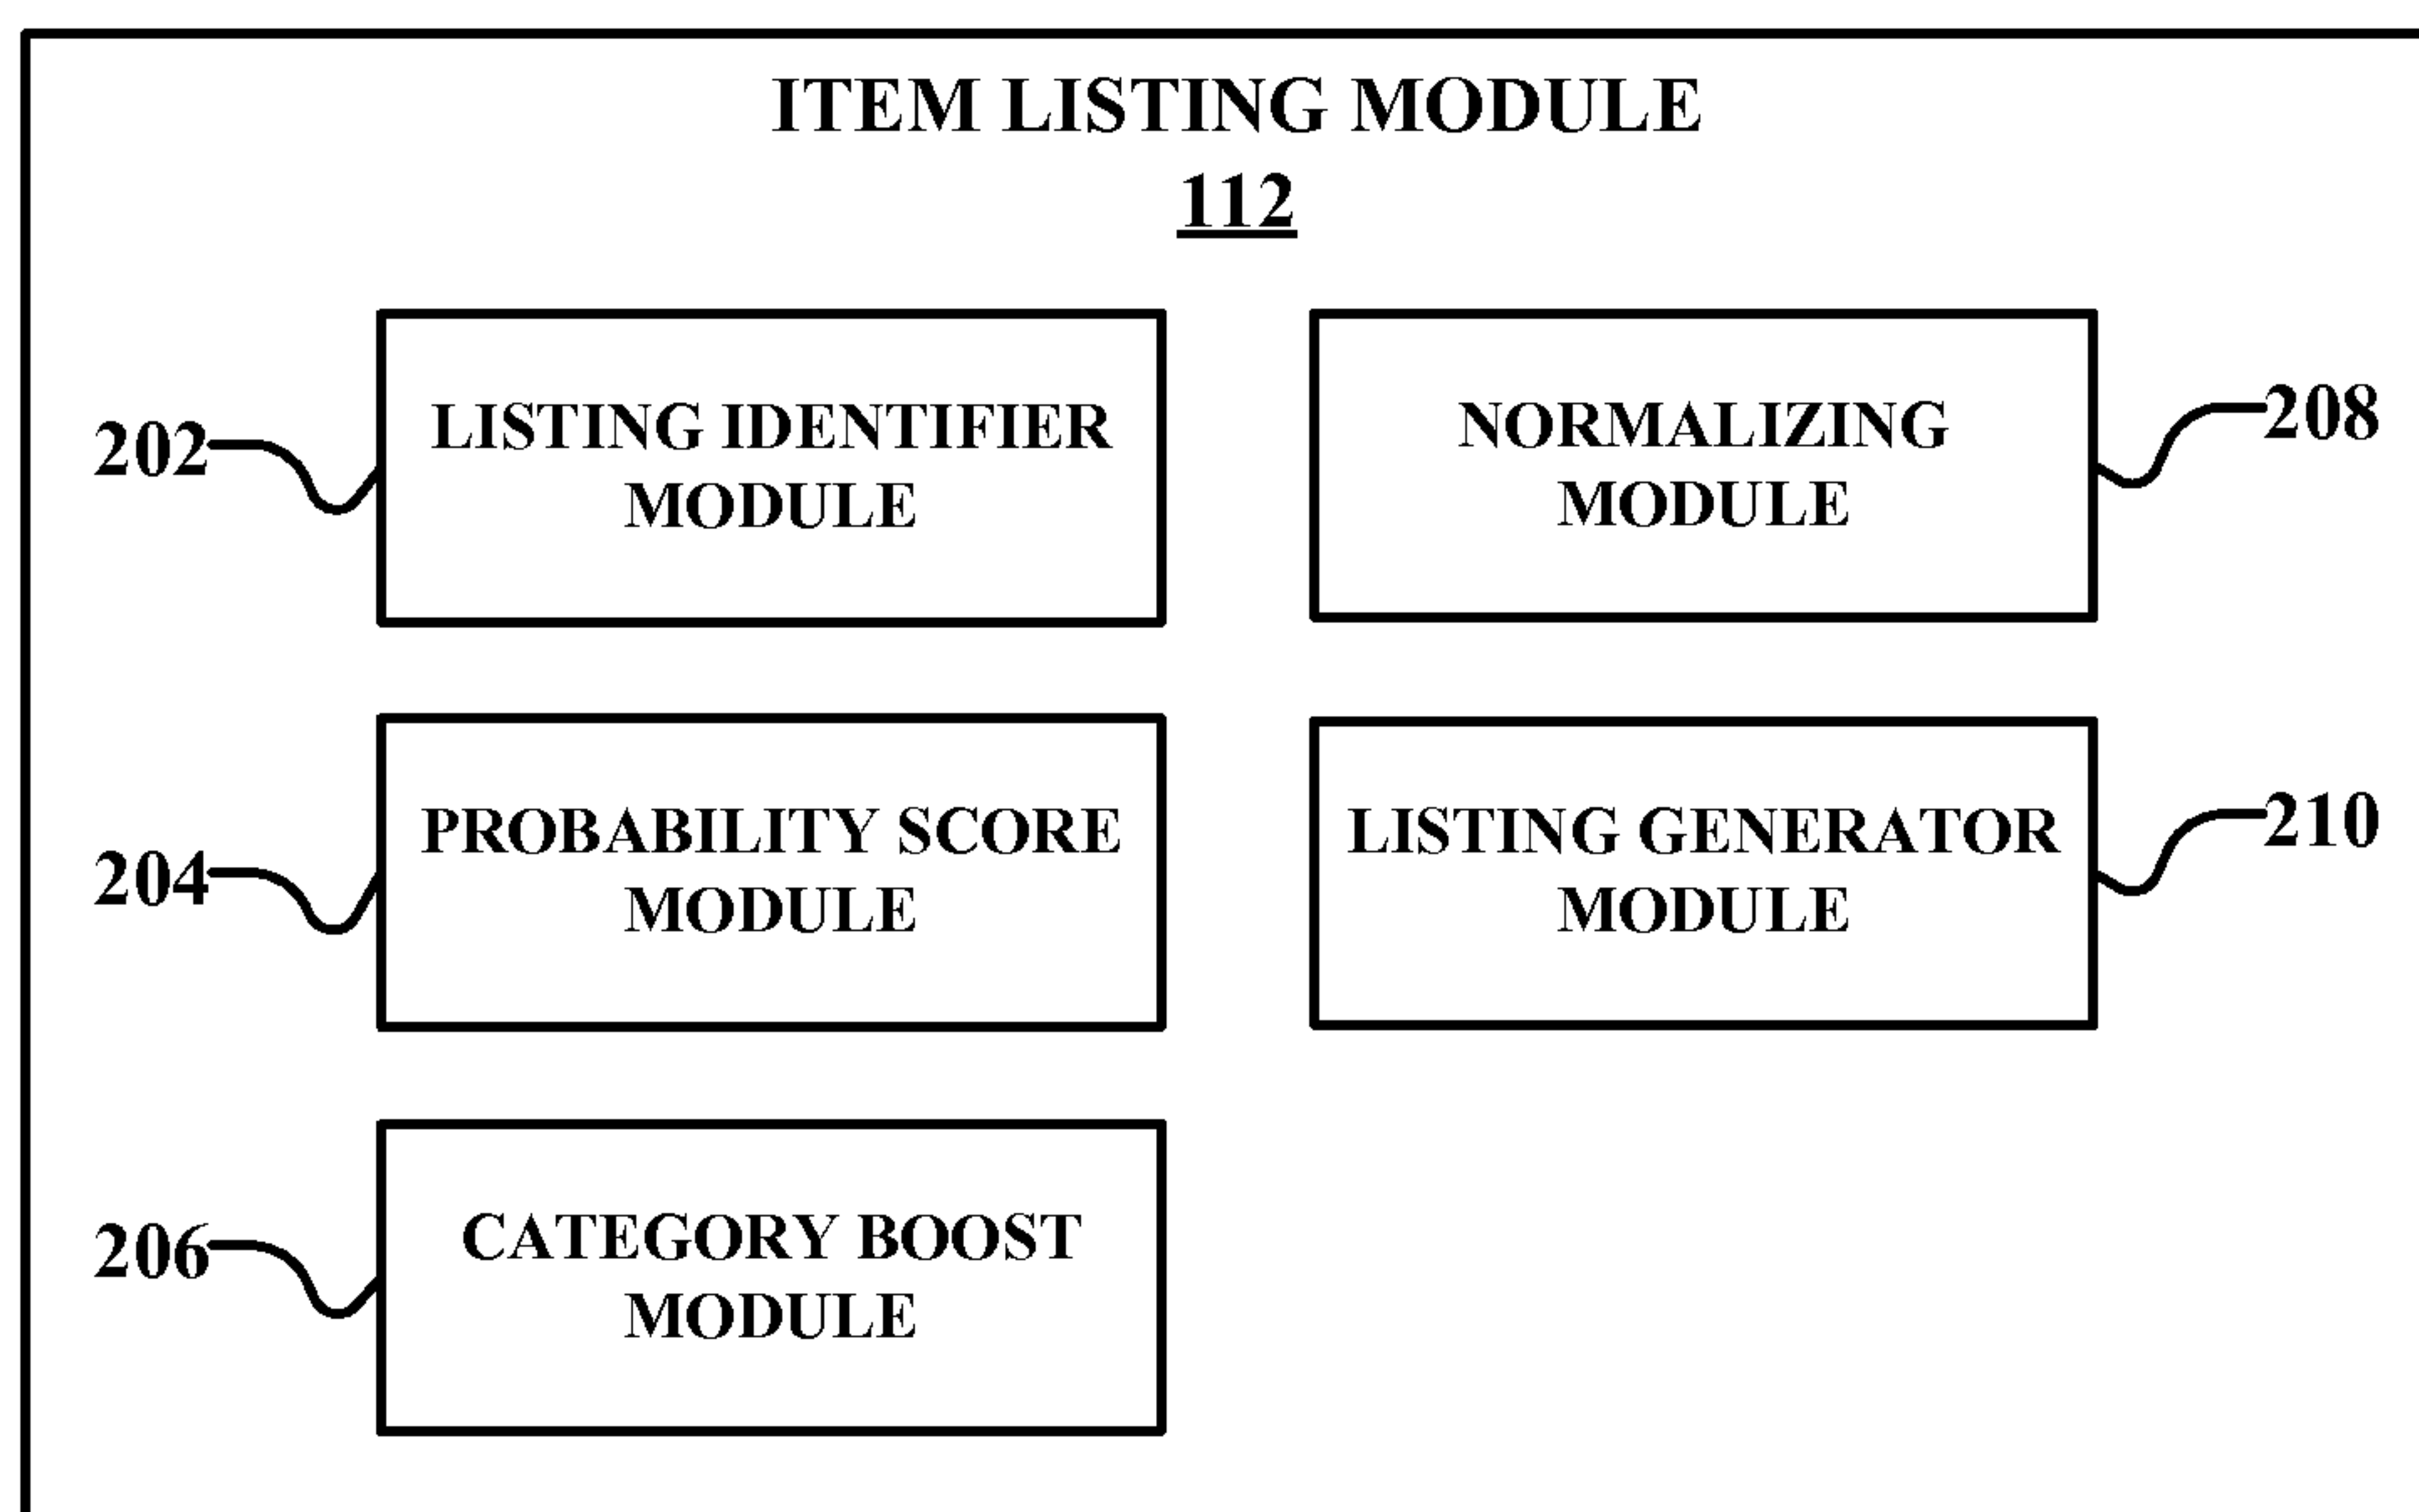 ITEM LISTING MODULE
112
202
LISTING IDENTIFIER
MODULE
NORMALIZING
MODULE
208
204
PROBABILITY SCORE
MODULE
LISTING GENERATOR
MODULE
210
206
CATEGORY BOOST
MODULE